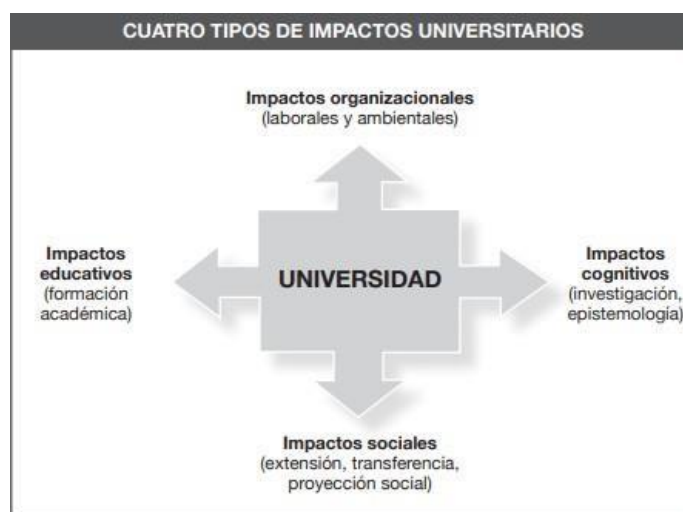 CUATRO TIPOS DE IMPACTOS UNIVERSITARIOS
Impactos organizacionales
(laborales y ambientales)
Impactos
educativos
(formación
académica)
UNIVERSIDAD
Impactos
cognitivos
(investigación,
epistemología)
Impactos sociales
(extensión, transferencia,
proyección social)